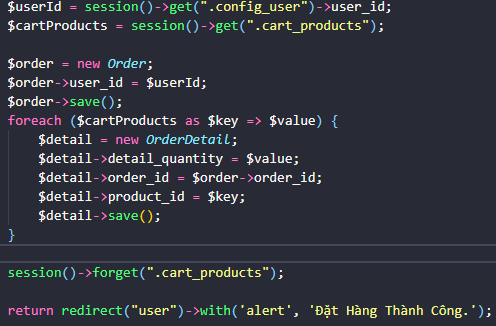 $userId = session()->get(".config_user")->user_id;
$cartProducts = session()->get(".cart_products");
$order = new Order;
$order->user_id = $userId;
$order->save();
foreach ($cartProducts as $key => $value) {
$detail = new OrderDetail;
$detail->detail_quantity = $value;
$detail->order_id = $order->order_id;
$detail->product_id = $key;
$detail->save();
}
session()->forget(".cart_products");
return redirect("user")->with('alert', 'Đặt Hàng Thành Công.');